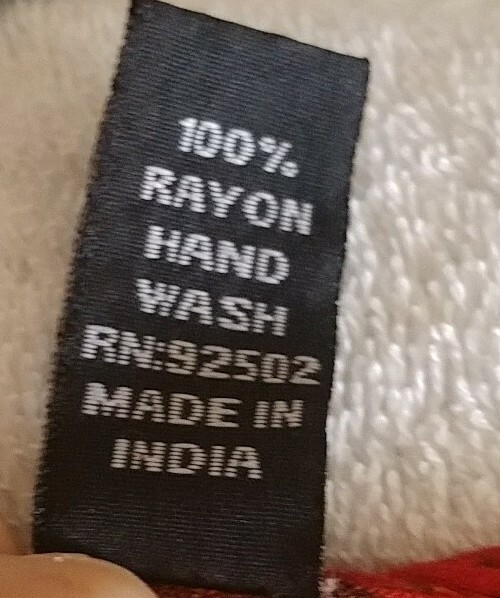 100%
RAYON
HAND
WASH
RN:92502
MADE IN
INDIA